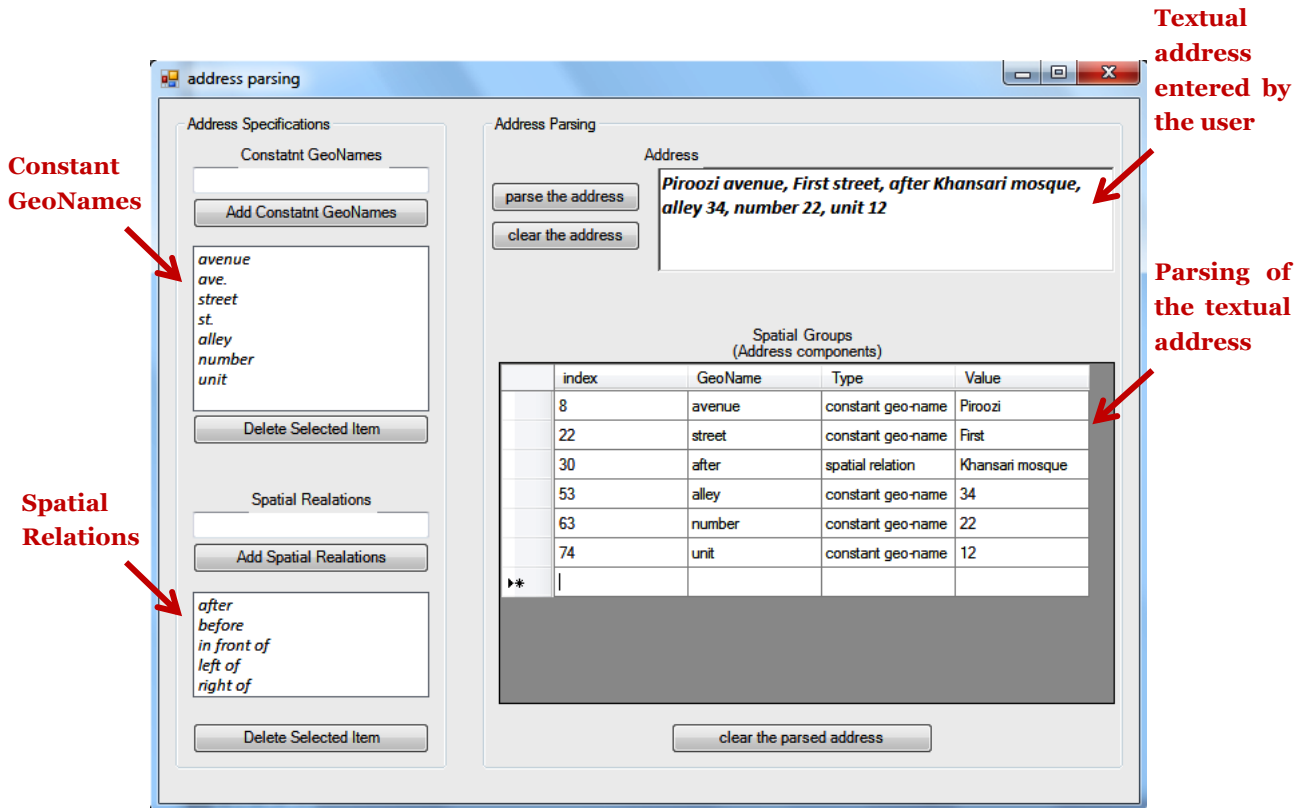 Textual
address
entered by
the user
address parsing
Constant
GeoNames
Address Specifications
Constatnt GeoNames
Add Constatnt GeoNames
avenue
ave.
street
st.
alley
number
unit
Delete Selected Item
Spatial
Relations
Spatial Realations
Add Spatial Realations
after
before
in front of
left of
right of
Delete Selected Item
Address Parsing
Address
parse the address
clear the address
Piroozi avenue, First street, after Khansari mosque,
alley 34, number 22, unit 12
Parsing of
the textual
address
Spatial Groups
(Address components)
index GeoName Type Value
8 avenue constant geo-name Piroozi
22 street constant geo-name First
30 after spatial relation Khansari mosque
53 alley constant geo-name 34
63 number constant geo-name 22
74 unit constant geo-name 12
clear the parsed address